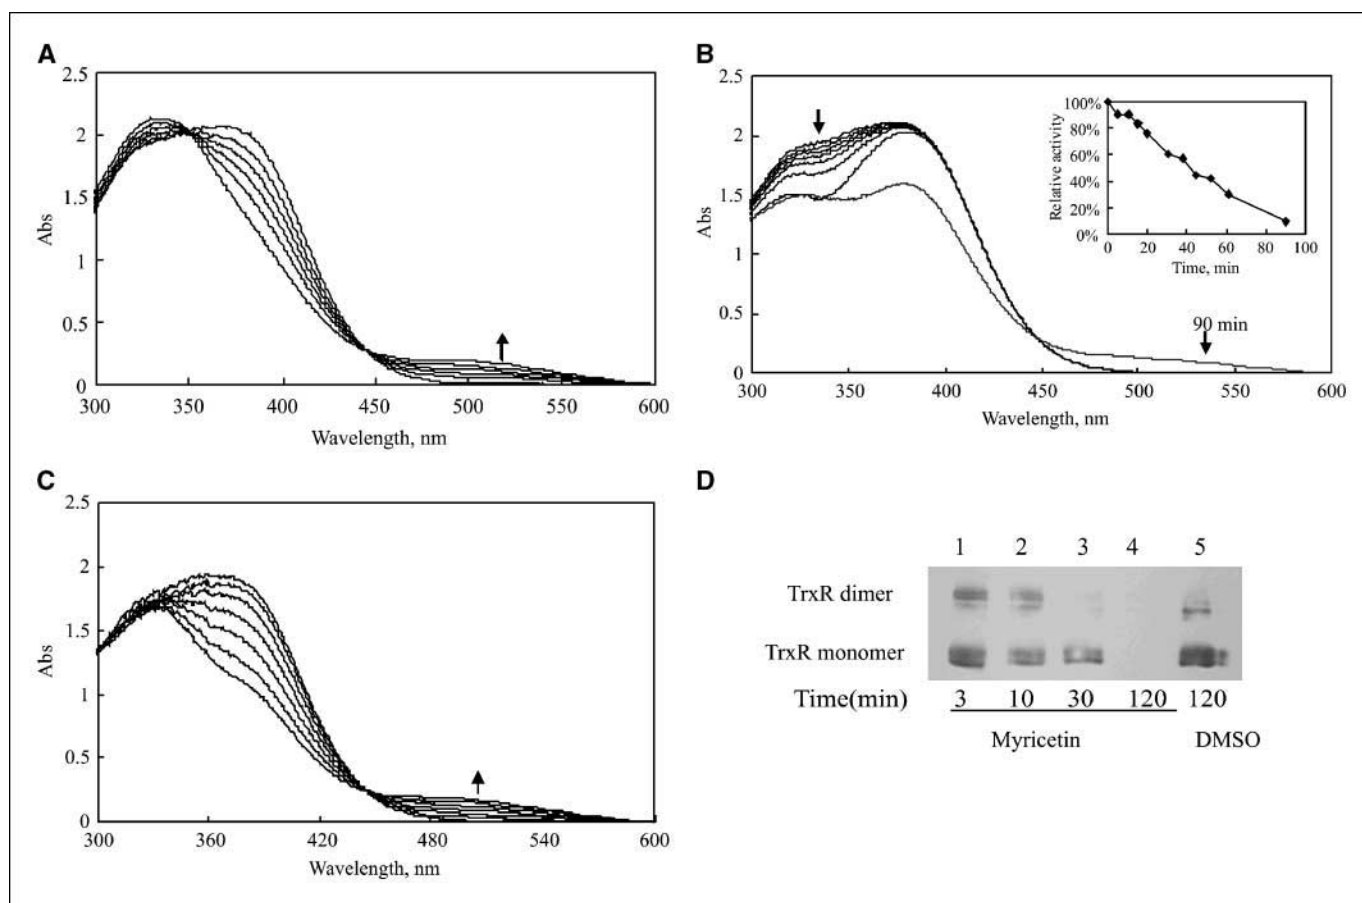 A
2.5
2
1.5
1
0.5
0
Abs
300 350 400 450 500 550 600
Wavelength, nm
B
2.5
2
1.5
1
0.5
0
Abs
300 350 400 450 500 550 600
Wavelength, nm
90 min
100%
80%
60%
40%
20%
0%
Relative activity
0 20 40 60 80 100
Time, min
C
2.5
2
1.5
1
0.5
0
Abs
300 360 420 480 540 600
Wavelength, nm
D
1 2 3 4 5
TrxR dimer
TrxR monomer
Time(min) 3 10 30 120 120
Myricetin DMSO